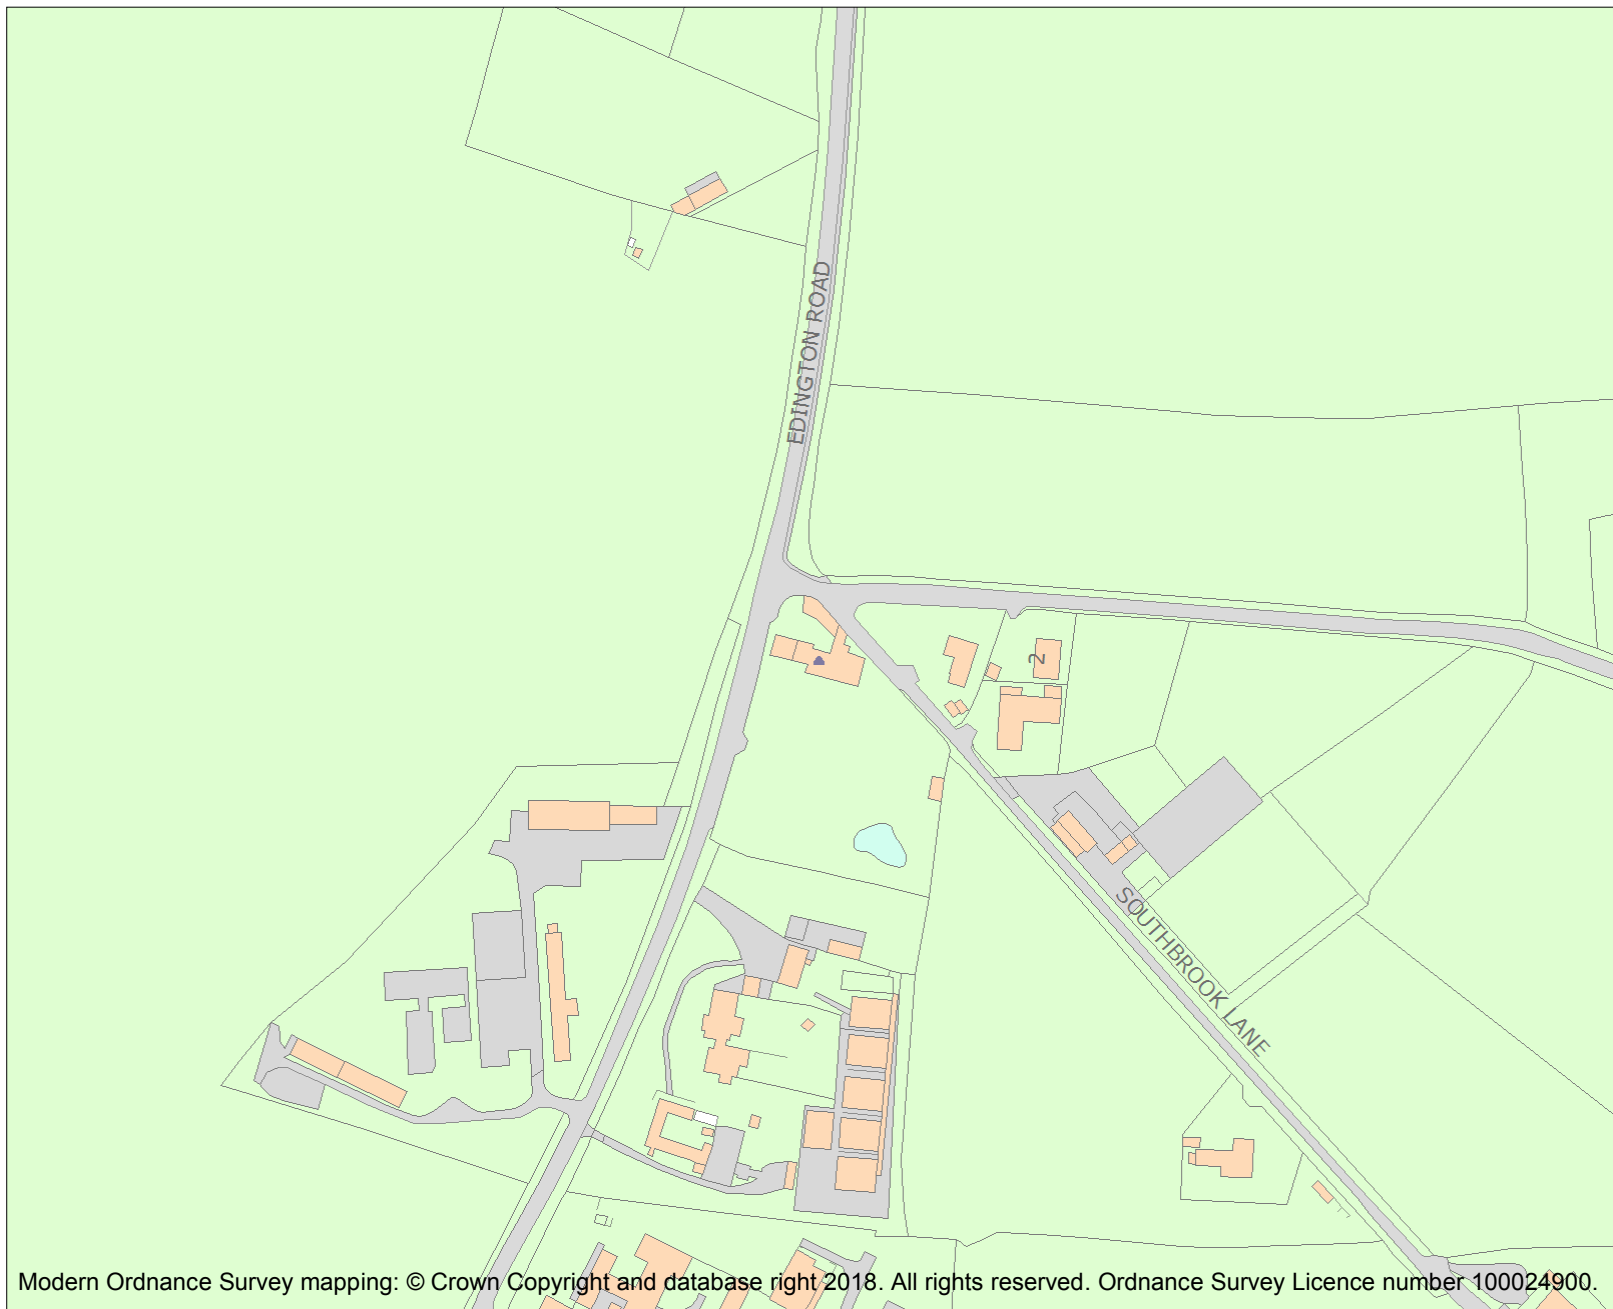 EDINGTON ROAD
2
SOUTHBROOK LANE
Modern Ordnance Survey mapping: © Crown Copyright and database right 2018. All rights reserved. Ordnance Survey Licence number 100024900.